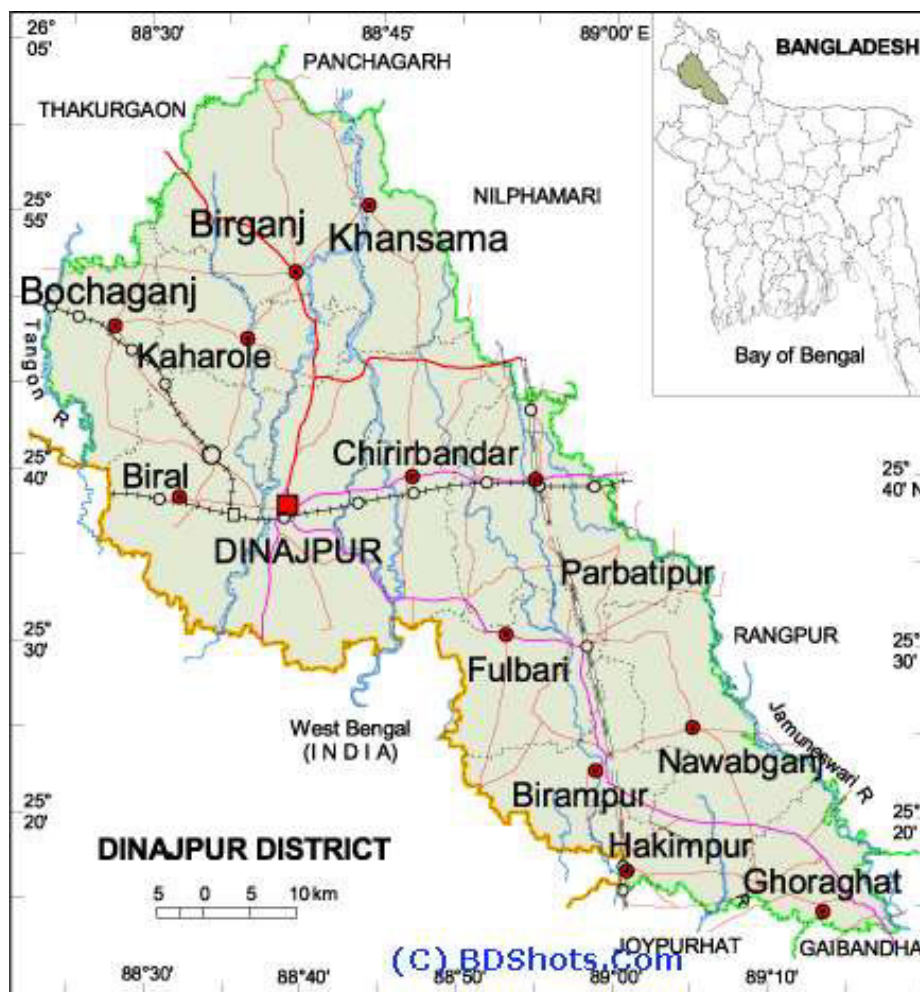 26°
05'
88°30'
88°45'
89°00' E
PANCHAGARH
BANGLADESH
THAKURGAON
25°
55'
NILPHAMARI
Birganj
Khansama
Bochaganj
Kaharole
Bay of Bengal
Tangon R
Chirirbandar
25°
40'
Biral
25°
40' N
DINAJPUR
Parbatipur
25°
30'
RANGPUR
25°
30'
Fulbari
West Bengal
(INDIA)
Jamuneswari R
Nawabganj
Birampur
25°
20'
25°
20'
DINAJPUR DISTRICT
Hakimpur
Ghoraghat
5 0 5 10 km
R
JOYPURHAT
GAIBANDHA
(C) BDShots.Com
88°30'
88°40'
88°50'
89°00'
89°10'